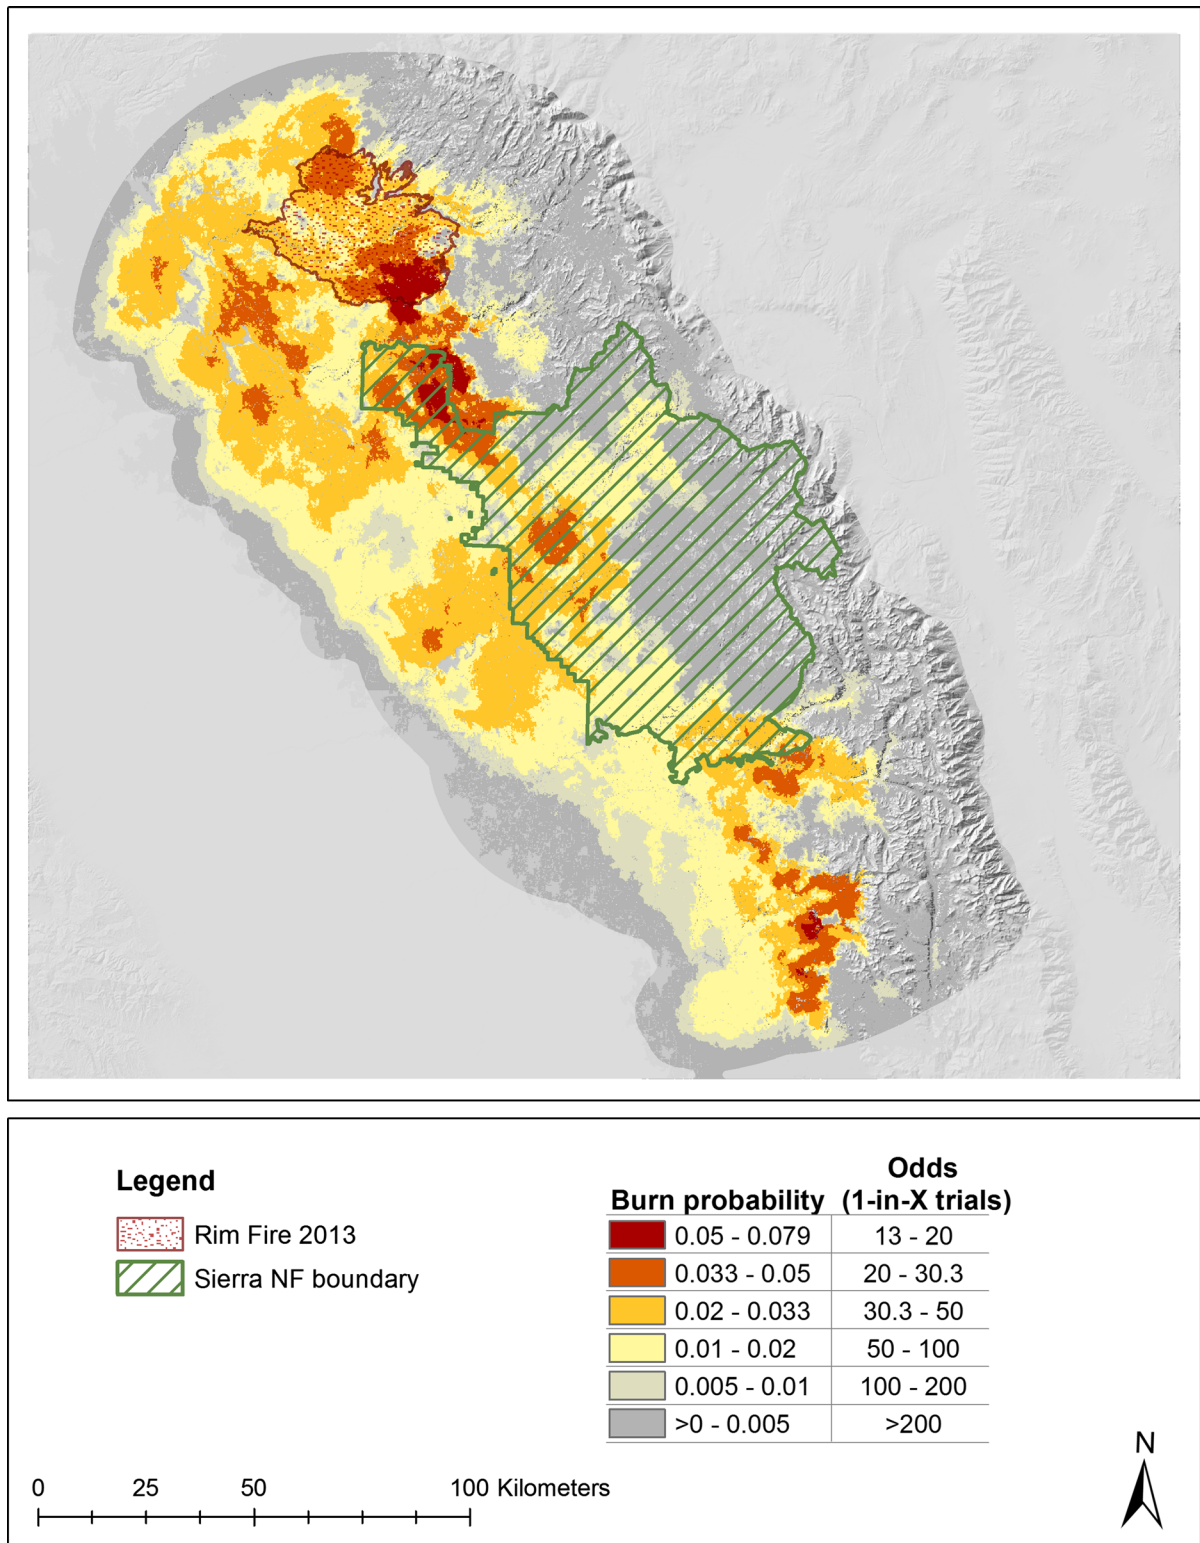 Legend
Rim Fire 2013
Sierra NF boundary
Odds
Burn probability (1-in-X trials)
0.05 - 0.079 13 - 20
0.033 - 0.05 20 - 30.3
0.02 - 0.033 30.3 - 50
0.01 - 0.02 50 - 100
0.005 - 0.01 100 - 200
>0 - 0.005 >200
N
0 25 50 100 Kilometers